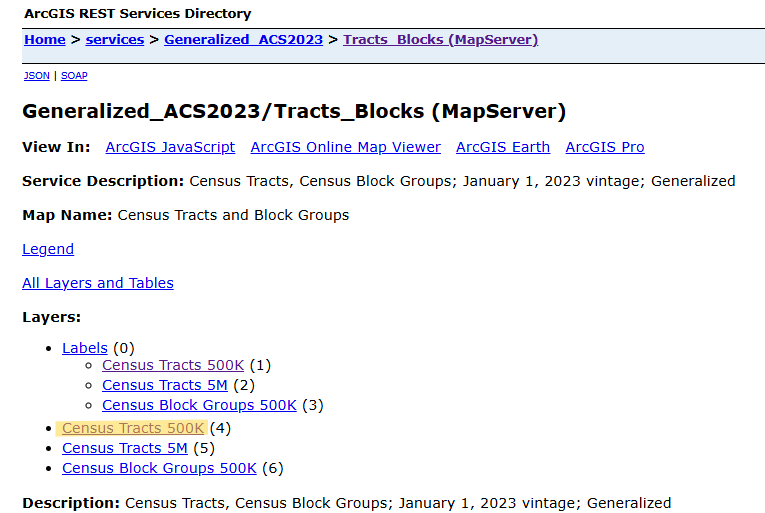 ArcGIS REST Services Directory
Home > services > Generalized_ACS2023 > Tracts_Blocks (MapServer)
JSON | SOAP
Generalized_ACS2023/Tracts_Blocks (MapServer)
View In: ArcGIS JavaScript ArcGIS Online Map Viewer ArcGIS Earth ArcGIS Pro
Service Description: Census Tracts, Census Block Groups; January 1, 2023 vintage; Generalized
Map Name: Census Tracts and Block Groups
Legend
All Layers and Tables
Layers:
Labels (0)
Census Tracts 500K (1)
Census Tracts 5M (2)
Census Block Groups 500K (3)
Census Tracts 500K (4)
Census Tracts 5M (5)
Census Block Groups 500K (6)
Description: Census Tracts, Census Block Groups; January 1, 2023 vintage; Generalized